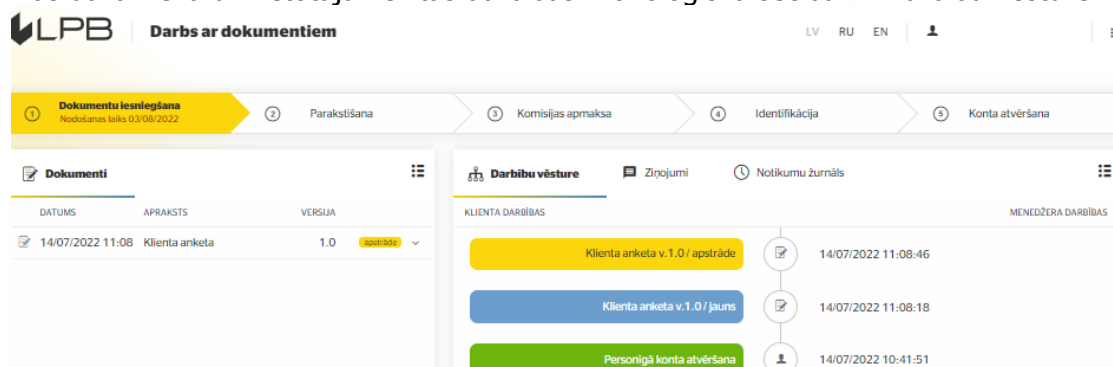 LPB
Darbs ar dokumentiem
LV RU EN
1 Dokumentu iesniegšana
Nodošanas laiks 03/08/2022
2 Parakstīšana
3 Komisijas apmaksa
4 Identifikācija
5 Konta atvēršana
Dokumenti
DATUMS APRAKSTS VERSIJA
14/07/2022 11:08 Klienta anketa 1.0 apstrāde
Darbību vēsture Ziņojumi Notikumu žurnāls
KLIENTA DARBĪBAS MENEDŽERA DARBĪBAS
Klienta anketa v.1.0 / apstrāde 14/07/2022 11:08:46
Klienta anketa v.1.0 / jauns 14/07/2022 11:08:18
Personīgā konta atvēršana 14/07/2022 10:41:51